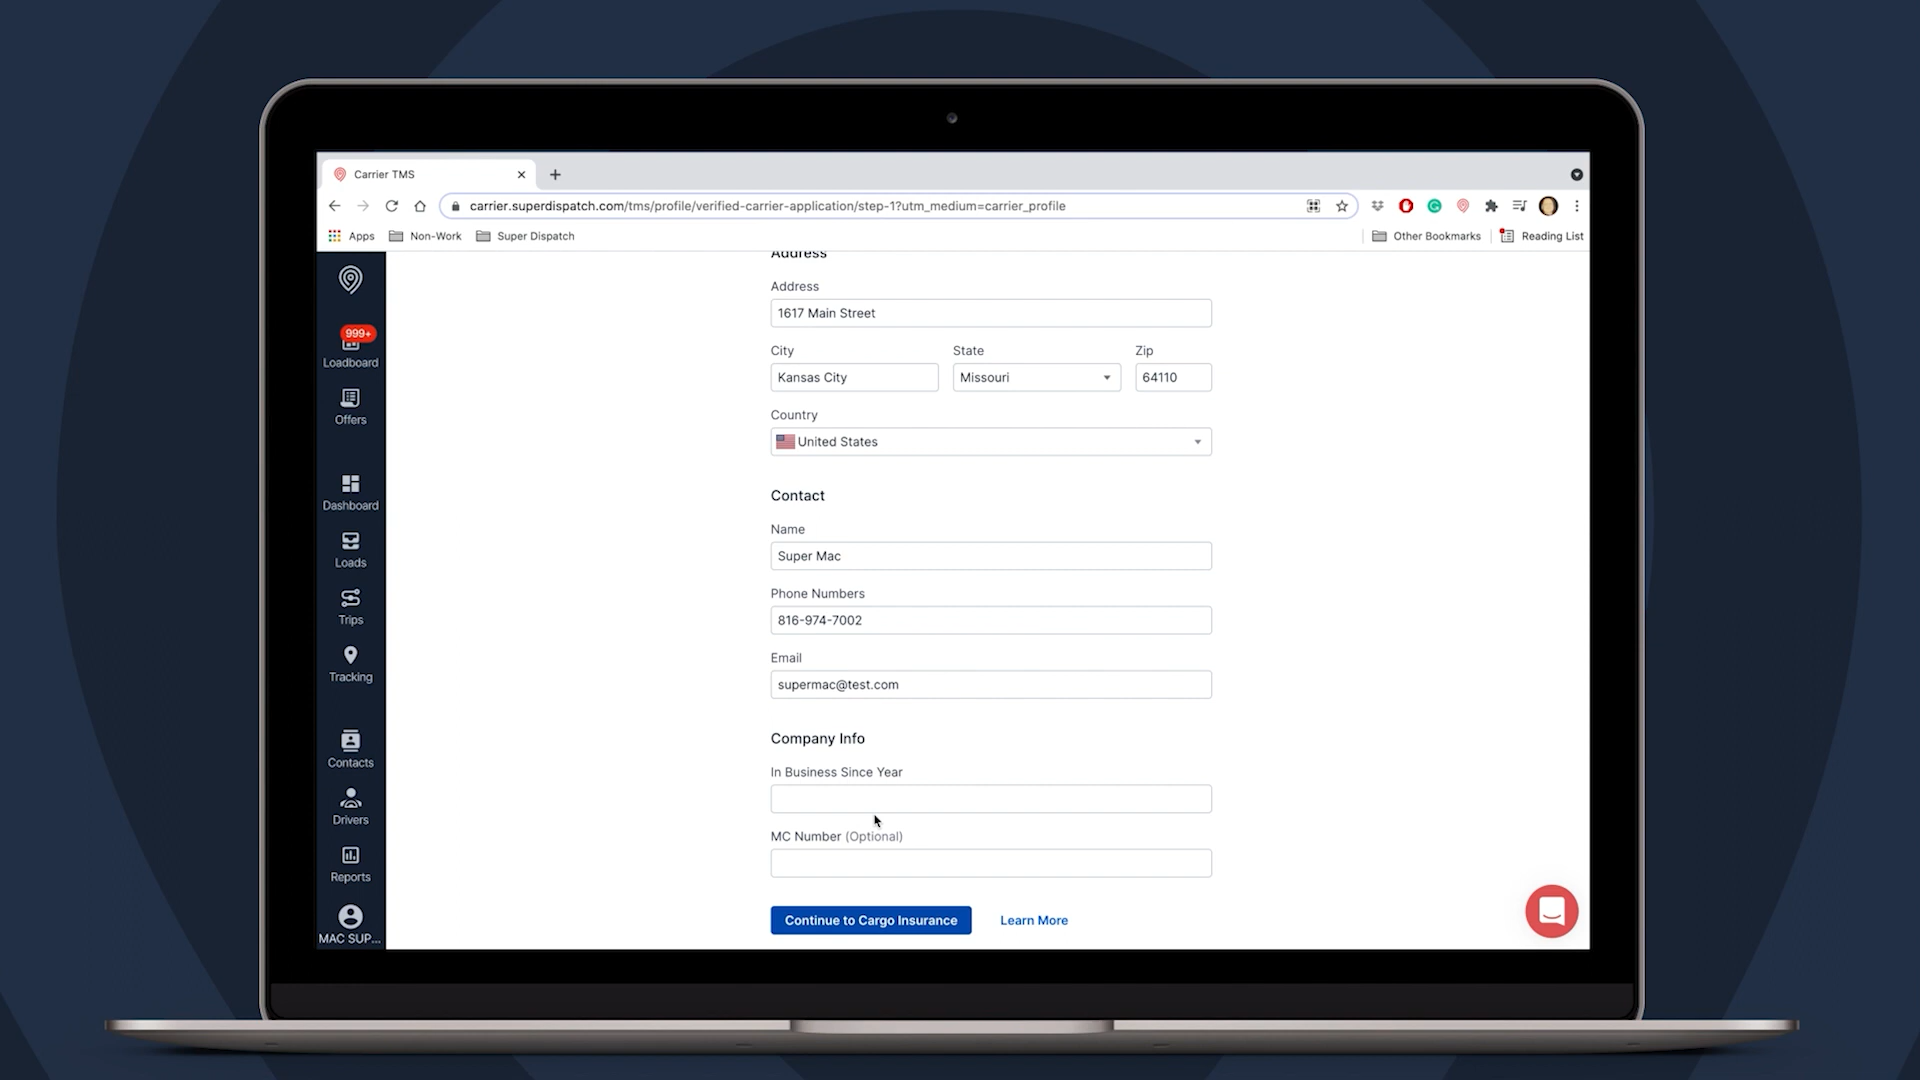 Carrier TMS
carrier.superdispatch.com/tms/profile/verified-carrier-application/step-1?utm_medium=carrier_profile
Apps Non-Work Super Dispatch Other Bookmarks Reading List
Address
Address
1617 Main Street
City State Zip
Kansas City Missouri 64110
Country
United States
Contact
Name
Super Mac
Phone Numbers
816-974-7002
Email
supermac@test.com
Company Info
In Business Since Year
MC Number (Optional)
Continue to Cargo Insurance Learn More
999+
Loadboard
Offers
Dashboard
Loads
Trips
Tracking
Contacts
Drivers
Reports
MAC SUP...